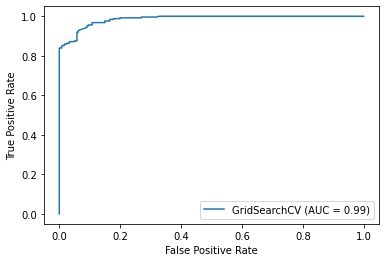 1.0
0.8
0.6
0.4
0.2
0.0
True Positive Rate
GridSearchCV (AUC = 0.99)
0.0 0.2 0.4 0.6 0.8 1.0
False Positive Rate